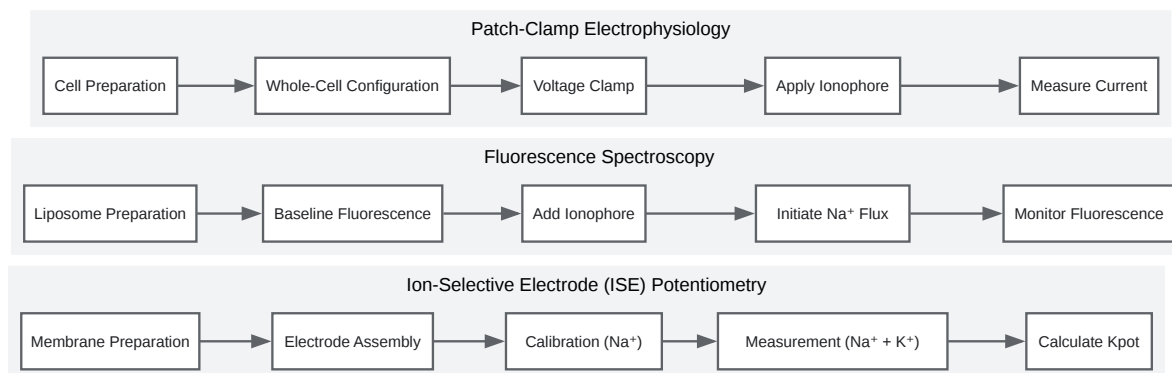 Patch-Clamp Electrophysiology
Cell Preparation
Whole-Cell Configuration
Voltage Clamp
Apply Ionophore
Measure Current
Fluorescence Spectroscopy
Liposome Preparation
Baseline Fluorescence
Add Ionophore
Initiate Na⁺ Flux
Monitor Fluorescence
Ion-Selective Electrode (ISE) Potentiometry
Membrane Preparation
Electrode Assembly
Calibration (Na⁺)
Measurement (Na⁺ + K⁺)
Calculate Kpot